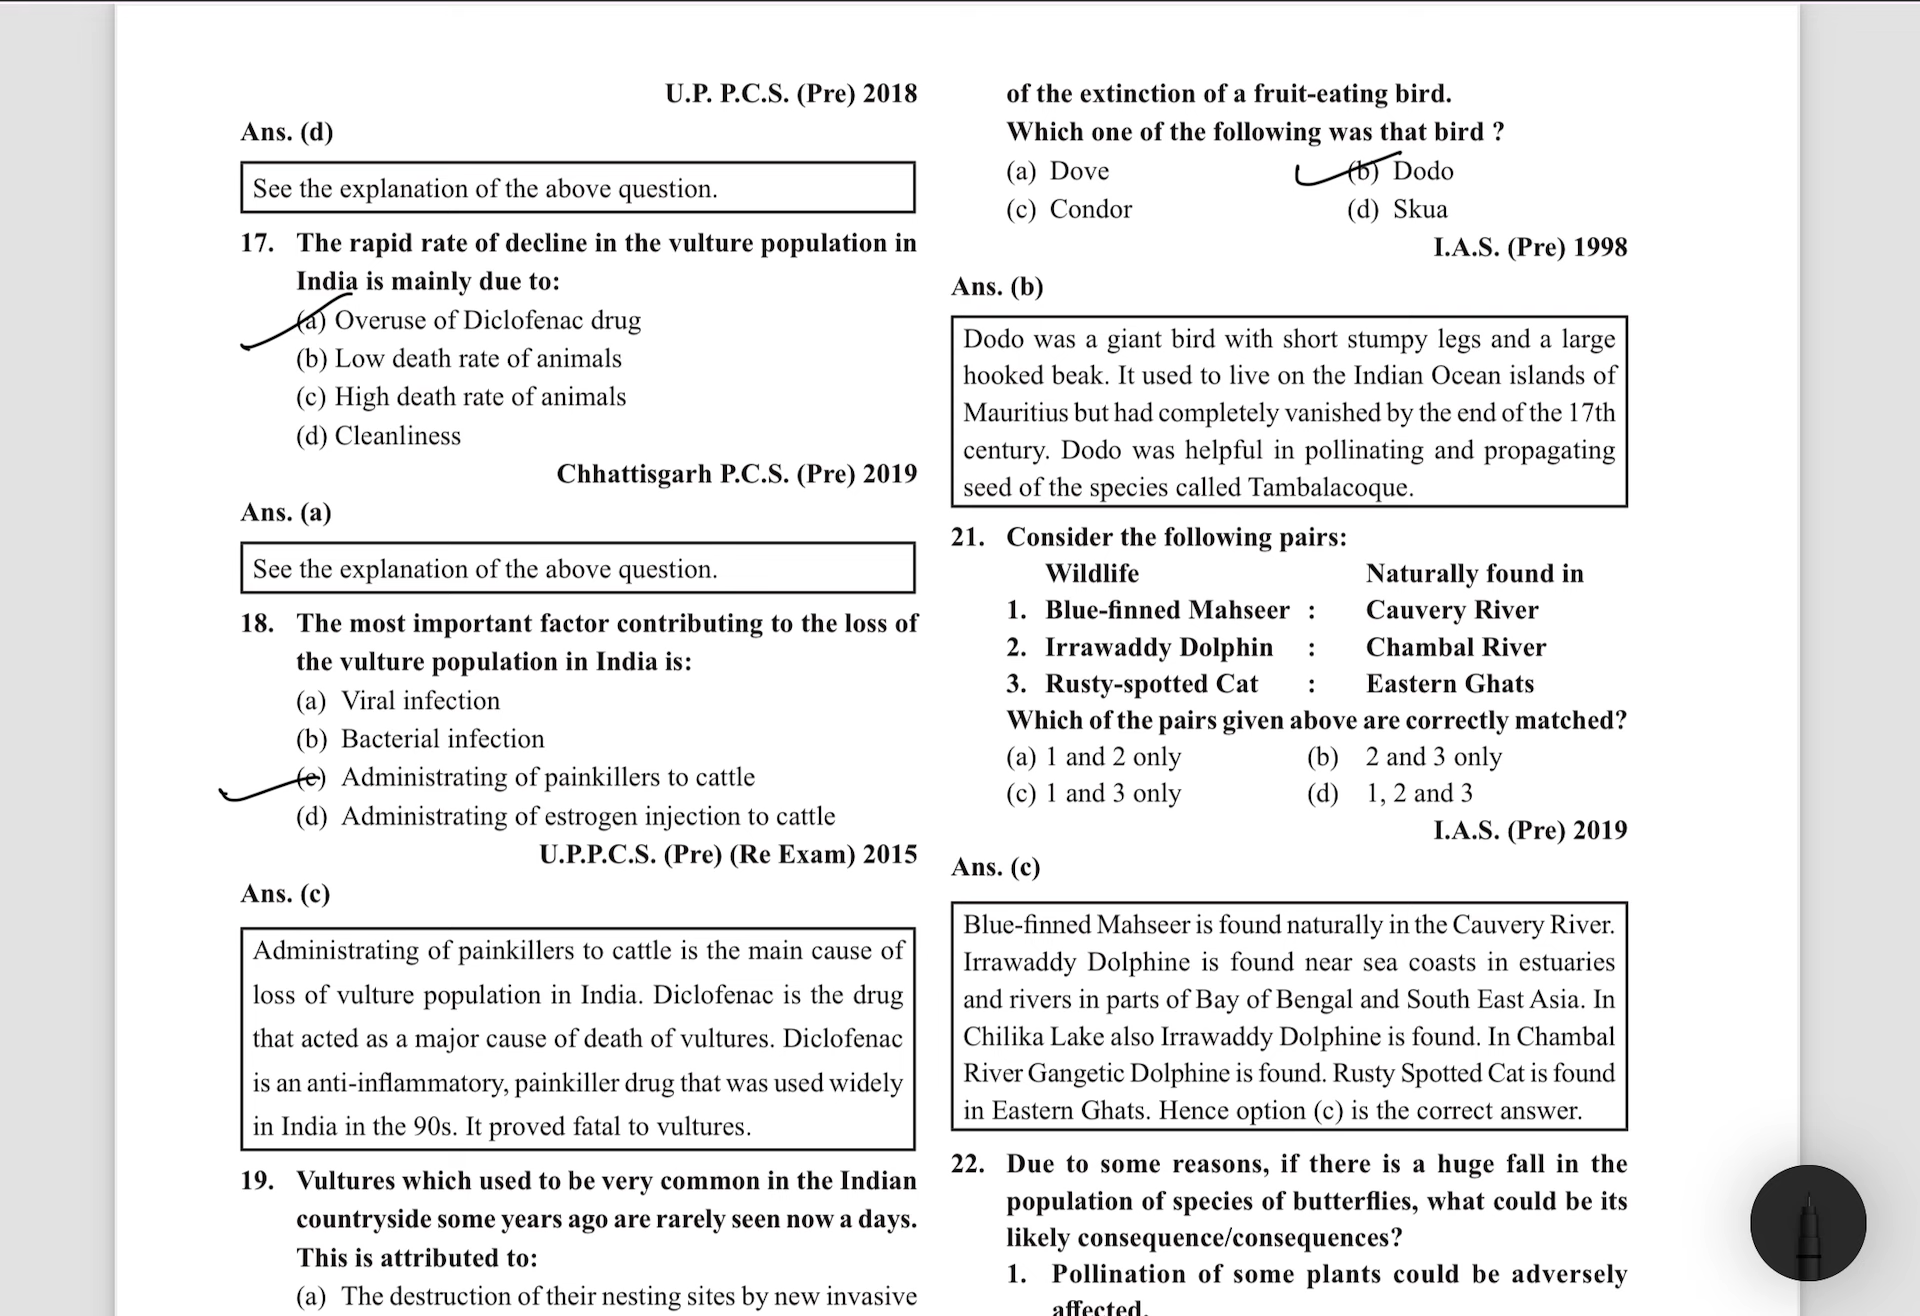 U.P. P.C.S. (Pre) 2018
Ans. (d)
See the explanation of the above question.
17. The rapid rate of decline in the vulture population in
India is mainly due to:
(a) Overuse of Diclofenac drug
(b) Low death rate of animals
(c) High death rate of animals
(d) Cleanliness
Chhattisgarh P.C.S. (Pre) 2019
Ans. (a)
See the explanation of the above question.
18. The most important factor contributing to the loss of
the vulture population in India is:
(a) Viral infection
(b) Bacterial infection
(c) Administrating of painkillers to cattle
(d) Administrating of estrogen injection to cattle
U.P.P.C.S. (Pre) (Re Exam) 2015
Ans. (c)
Administrating of painkillers to cattle is the main cause of
loss of vulture population in India. Diclofenac is the drug
that acted as a major cause of death of vultures. Diclofenac
is an anti-inflammatory, painkiller drug that was used widely
in India in the 90s. It proved fatal to vultures.
19. Vultures which used to be very common in the Indian
countryside some years ago are rarely seen now a days.
This is attributed to:
(a) The destruction of their nesting sites by new invasive
of the extinction of a fruit-eating bird.
Which one of the following was that bird ?
(a) Dove (b) Dodo
(c) Condor (d) Skua
I.A.S. (Pre) 1998
Ans. (b)
Dodo was a giant bird with short stumpy legs and a large
hooked beak. It used to live on the Indian Ocean islands of
Mauritius but had completely vanished by the end of the 17th
century. Dodo was helpful in pollinating and propagating
seed of the species called Tambalacoque.
21. Consider the following pairs:
Wildlife Naturally found in
1. Blue-finned Mahseer : Cauvery River
2. Irrawaddy Dolphin : Chambal River
3. Rusty-spotted Cat : Eastern Ghats
Which of the pairs given above are correctly matched?
(a) 1 and 2 only (b) 2 and 3 only
(c) 1 and 3 only (d) 1, 2 and 3
I.A.S. (Pre) 2019
Ans. (c)
Blue-finned Mahseer is found naturally in the Cauvery River.
Irrawaddy Dolphine is found near sea coasts in estuaries
and rivers in parts of Bay of Bengal and South East Asia. In
Chilika Lake also Irrawaddy Dolphine is found. In Chambal
River Gangetic Dolphine is found. Rusty Spotted Cat is found
in Eastern Ghats. Hence option (c) is the correct answer.
22. Due to some reasons, if there is a huge fall in the
population of species of butterflies, what could be its
likely consequence/consequences?
1. Pollination of some plants could be adversely
affected.